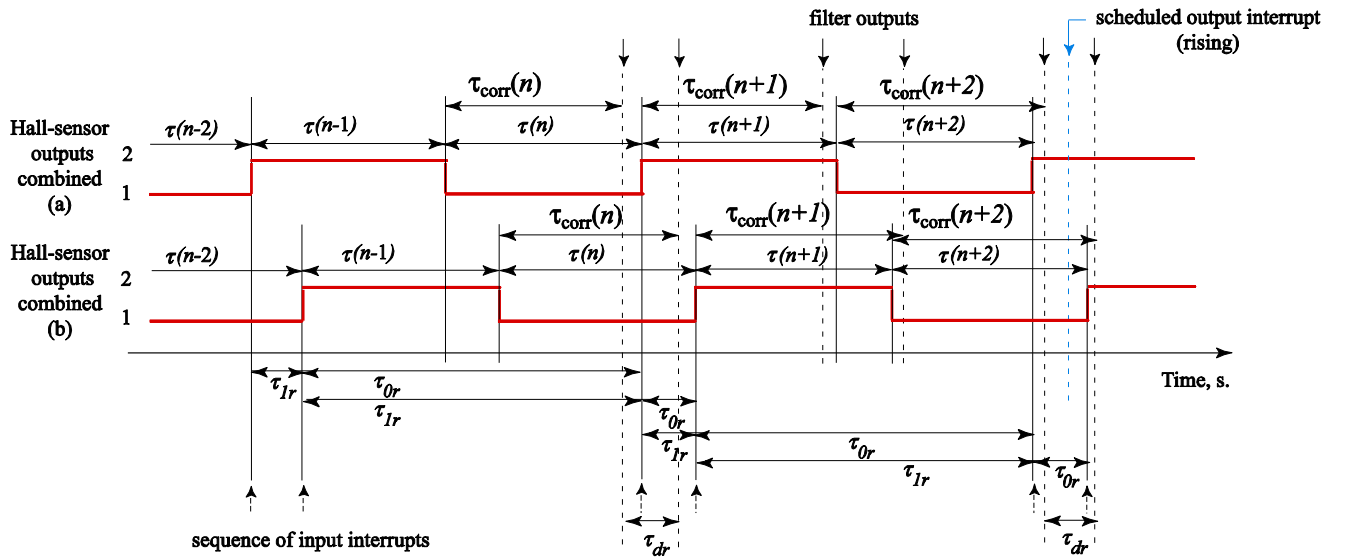 filter outputs
scheduled output interrupt
(rising)
τcorr(n) τcorr(n+1) τcorr(n+2)
Hall-sensor
outputs
combined
(a)
2
1
τ(n-2) τ(n-1) τ(n) τ(n+1) τ(n+2)
τcorr(n) τcorr(n+1) τcorr(n+2)
Hall-sensor
outputs
combined
(b)
2
1
τ(n-2) τ(n-1) τ(n) τ(n+1) τ(n+2)
Time, s.
τ1r τ0r
τ1r τ0r
τ1r τ0r
τ1r τ0r
sequence of input interrupts
τdr τdr